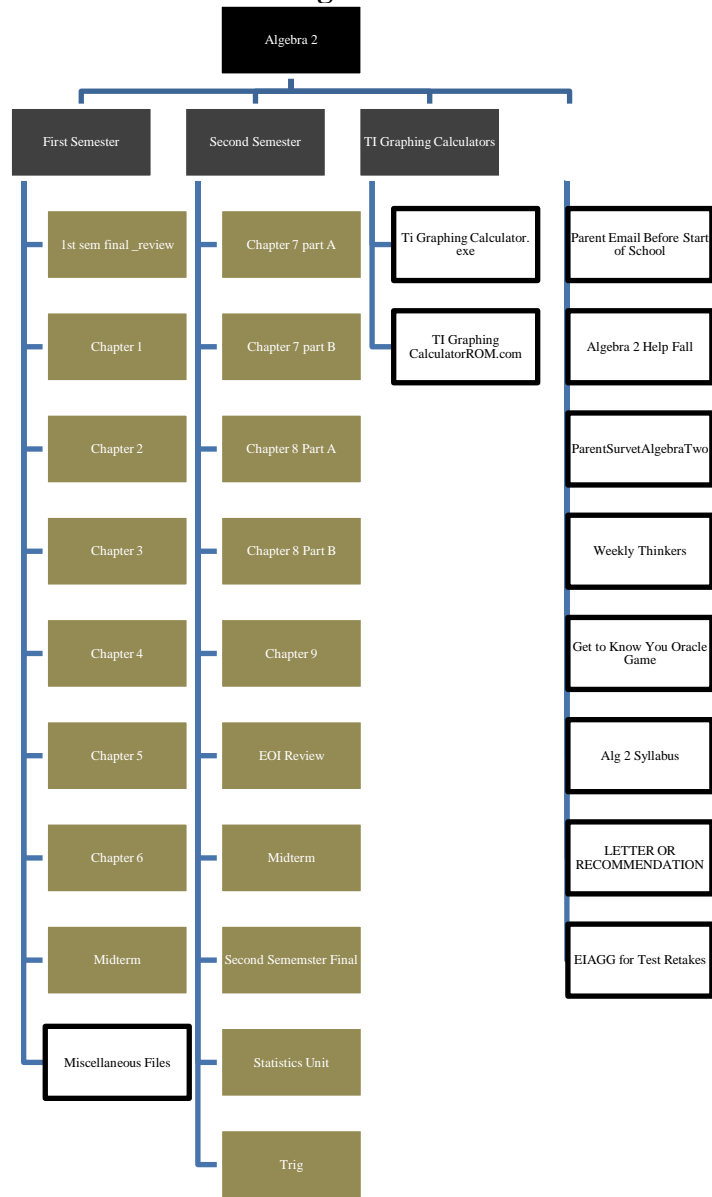 Algebra 2
First Semester
Second Semester
TI Graphing Calculators
1st sem final _review
Chapter 1
Chapter 2
Chapter 3
Chapter 4
Chapter 5
Chapter 6
Midterm
Miscellaneous Files
Chapter 7 part A
Chapter 7 part B
Chapter 8 Part A
Chapter 8 Part B
Chapter 9
EOI Review
Midterm
Second Sememster Final
Statistics Unit
Trig
Ti Graphing Calculator.
exe
TI Graphing
CalculatorROM.com
Parent Email Before Start
of School
Algebra 2 Help Fall
ParentSurvetAlgebraTwo
Weekly Thinkers
Get to Know You Oracle
Game
Alg 2 Syllabus
LETTER OR
RECOMMENDATION
EIAGG for Test Retakes